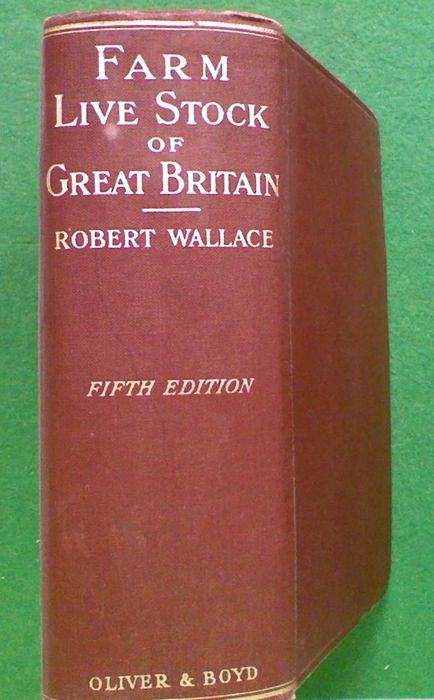 FARM
LIVE STOCK
OF
GREAT BRITAIN
ROBERT WALLACE
FIFTH EDITION
OLIVER & BOYD